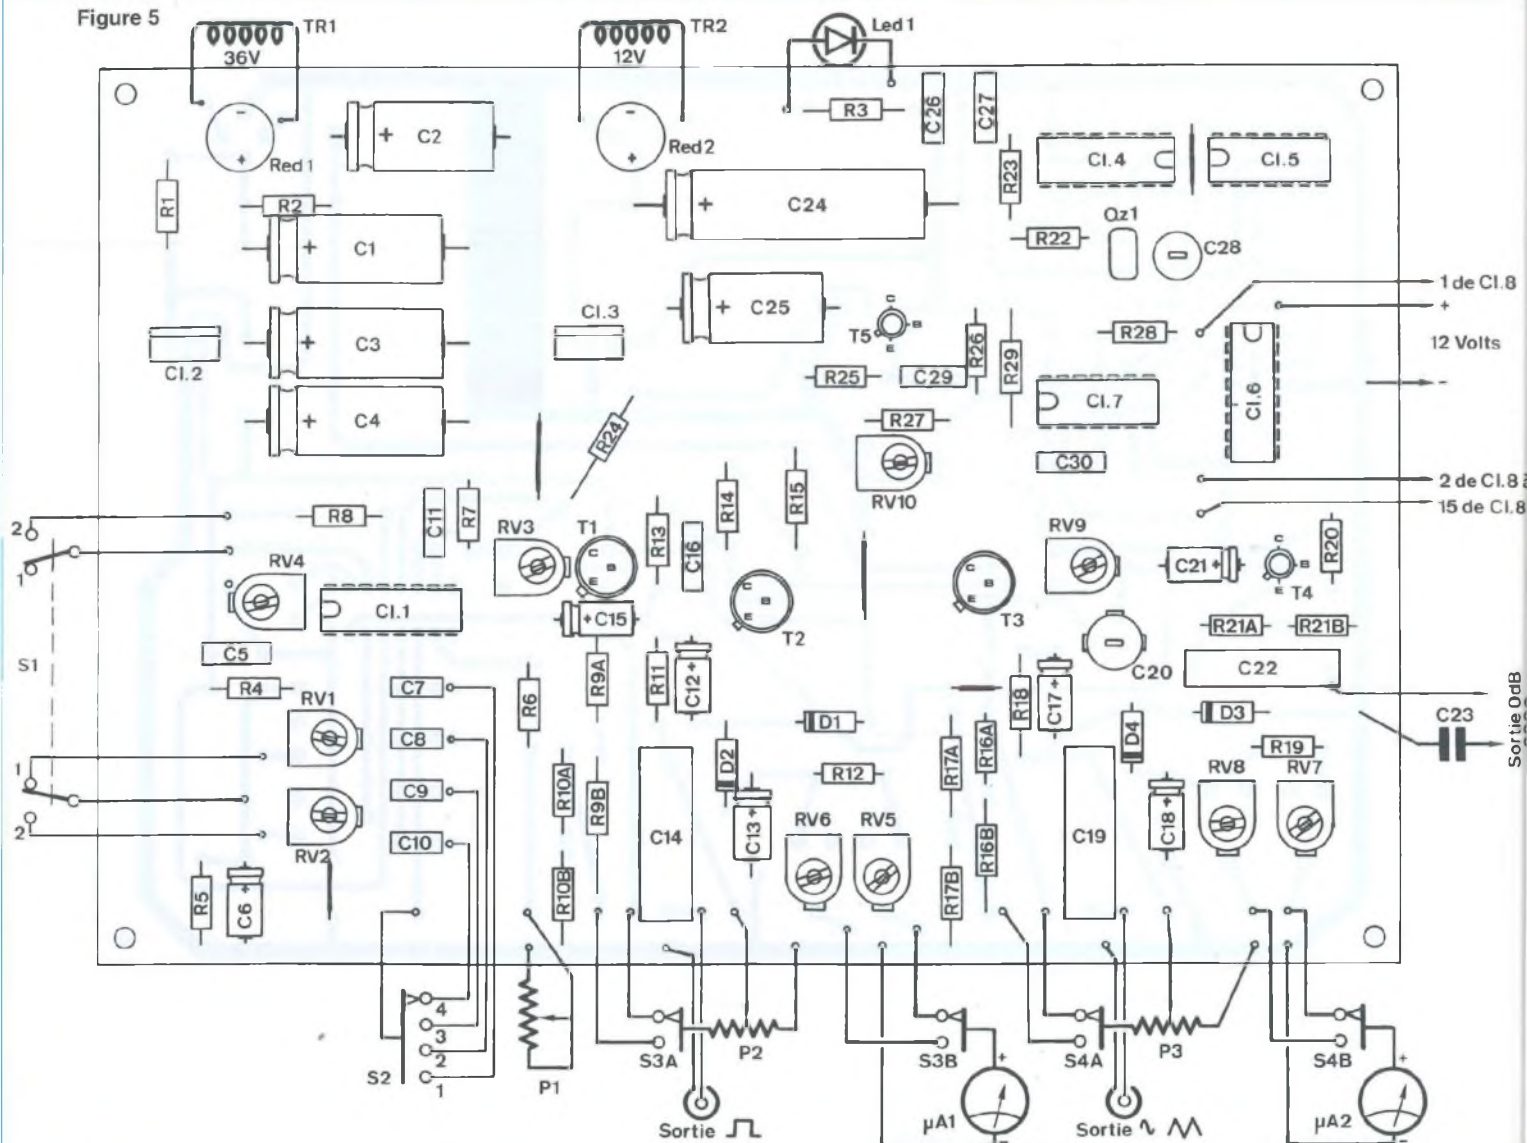 Figure 5
TR1
36V
TR2
12V
Led 1
R3
C26
C27
Red 1
C2
Red 2
R1
R2
C24
R23
CI.4
CI.5
C1
R22
Qz1
C28
1 de CI.8
+
12 Volts
−
C25
T5
C
B
E
R28
CI.3
CI.2
C3
R25
C29
R26
R29
CI.7
CI.6
C4
R24
R27
RV10
C30
2 de CI.8
15 de CI.8
2
1
S1
R8
C11
R7
RV3
T1
C
B
E
R13
C16
R14
R15
RV9
C21
T4
C
B
E
R20
RV4
CI.1
C15
T2
C
B
E
T3
C
B
E
R21A
R21B
C5
R4
C7
R6
R9A
R11
C12
R18
C17
C20
C22
RV1
C8
D1
D2
R17A
R16A
D4
D3
C23
Sortie 0dB
R19
1
2
C9
R10A
R9B
R12
RV8
RV7
RV2
C10
C14
C13
RV6
RV5
R16B
C19
C18
R5
C6
R10B
R17B
4
3
2
1
S2
P1
S3A
P2
S3B
S4A
P3
S4B
µA1
µA2
+
−
+
Sortie
Sortie